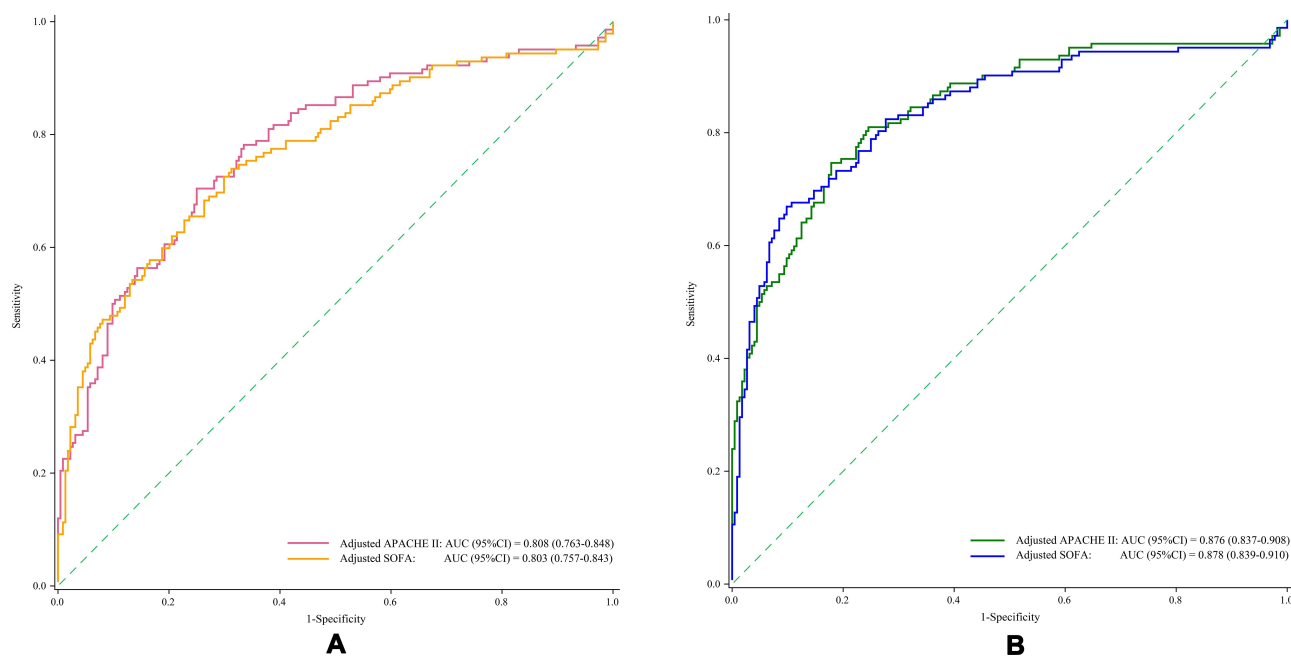 1.0
0.8
0.6
0.4
0.2
0.0
Sensitivity
Adjusted APACHE II: AUC (95%CI) = 0.808 (0.763-0.848)
Adjusted SOFA: AUC (95%CI) = 0.803 (0.757-0.843)
0.0 0.2 0.4 0.6 0.8 1.0
1-Specificity
A
1.0
0.8
0.6
0.4
0.2
0.0
Sensitivity
Adjusted APACHE II: AUC (95%CI) = 0.876 (0.837-0.908)
Adjusted SOFA: AUC (95%CI) = 0.878 (0.839-0.910)
0.0 0.2 0.4 0.6 0.8 1.0
1-Specificity
B